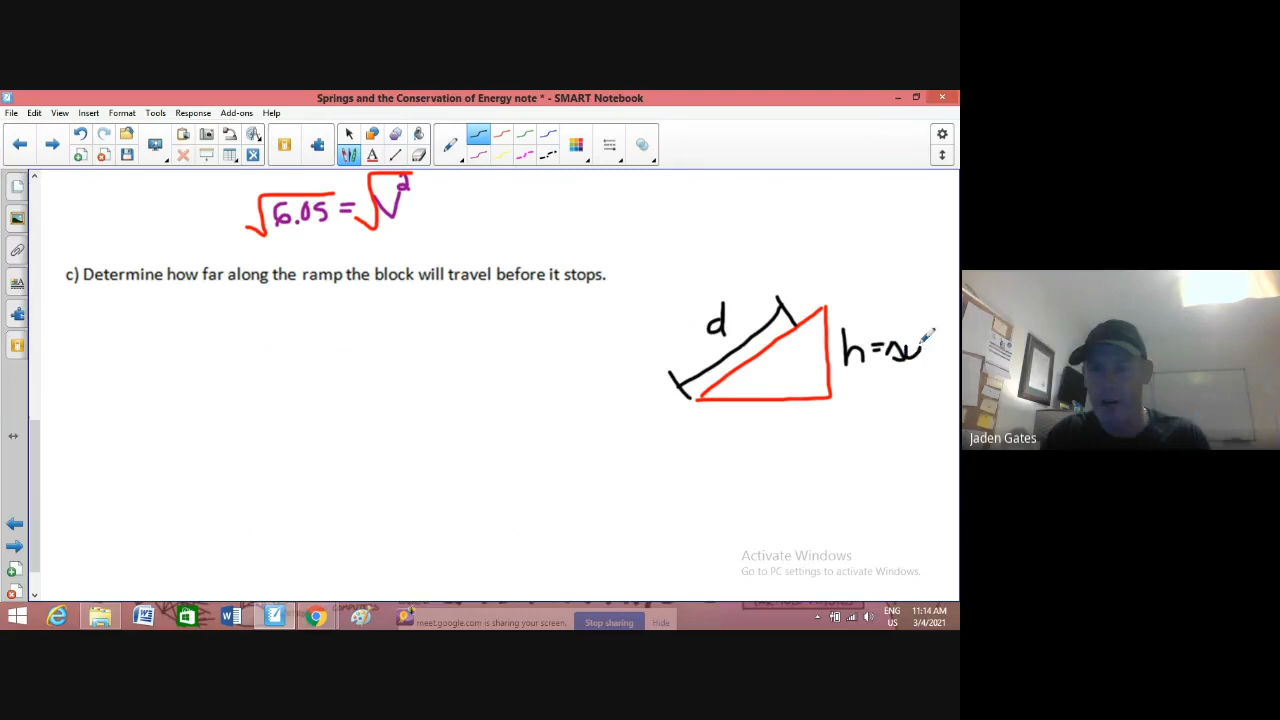 Springs and the Conservation of Energy note * - SMART Notebook
File Edit View Insert Format Tools Response Add-ons Help
√6.05 = √v²
c) Determine how far along the ramp the block will travel before it stops.
d
h=
Jaden Gates
Activate Windows
Go to PC settings to activate Windows.
meet.google.com is sharing your screen. Stop sharing Hide
ENG
US
11:14 AM
3/4/2021